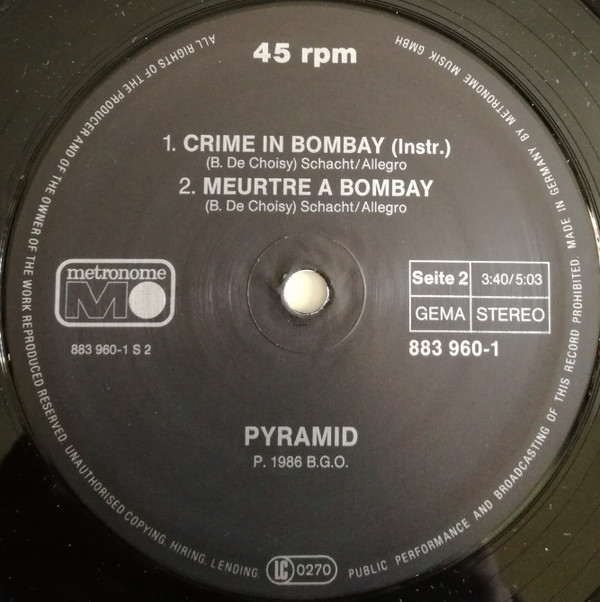 45 rpm
1. CRIME IN BOMBAY (Instr.)
(B. De Choisy) Schacht/Allegro
2. MEURTRE A BOMBAY
(B. De Choisy) Schacht/Allegro
metronome
MO
883 960-1 S 2
Seite 2 3:40/5:03
GEMA STEREO
883 960-1
PYRAMID
P. 1986 B.G.O.
ALL RIGHTS OF THE PRODUCER AND OF THE OWNER OF THE WORK REPRODUCED RESERVED. UNAUTHORISED COPYING, HIRING, LENDING, PUBLIC PERFORMANCE AND BROADCASTING OF THIS RECORD PROHIBITED. MADE IN GERMANY BY METRONOME MUSIK GMBH
LC 0270